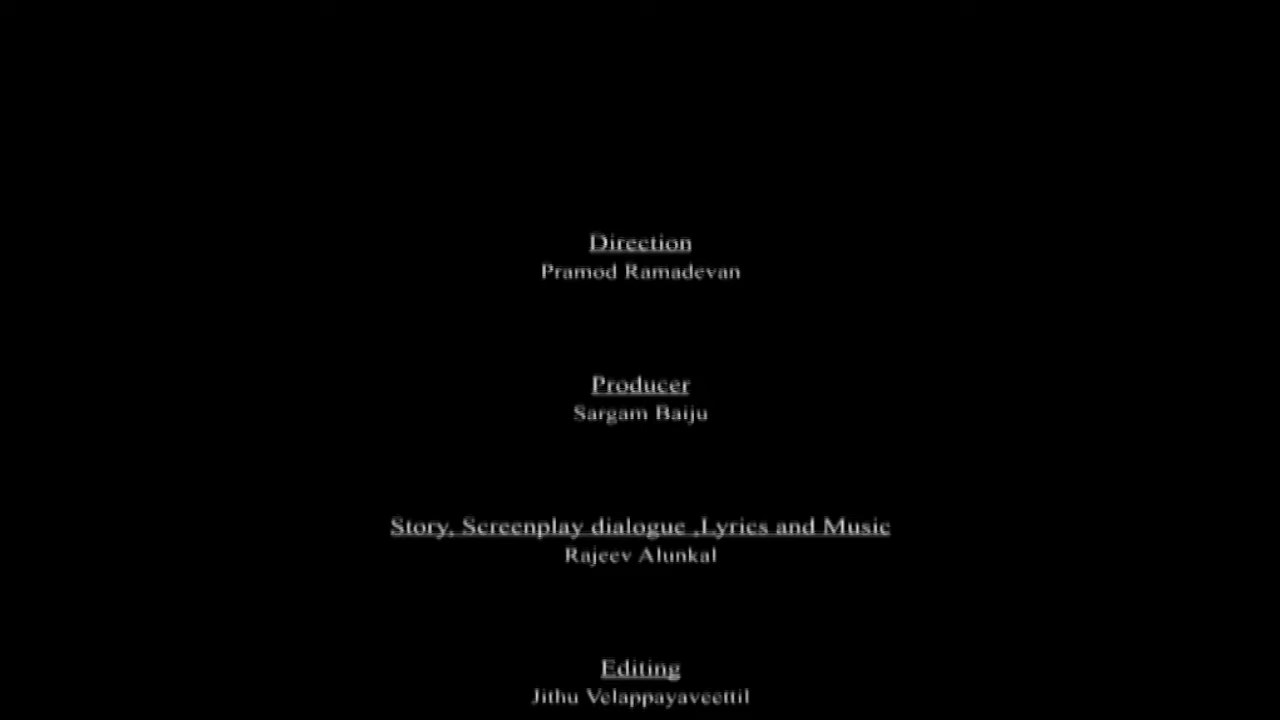 Direction
Pramod Ramadevan
Producer
Sargam Baiju
Story, Screenplay dialogue ,Lyrics and Music
Rajeev Alunkal
Editing
Jithu Velappayaveettil